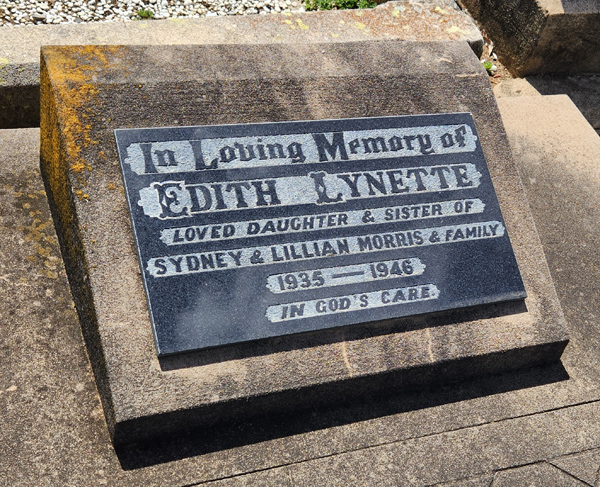 In Loving Memory of
EDITH LYNETTE
LOVED DAUGHTER & SISTER OF
SYDNEY & LILLIAN MORRIS & FAMILY
1935 — 1946
IN GOD'S CARE.